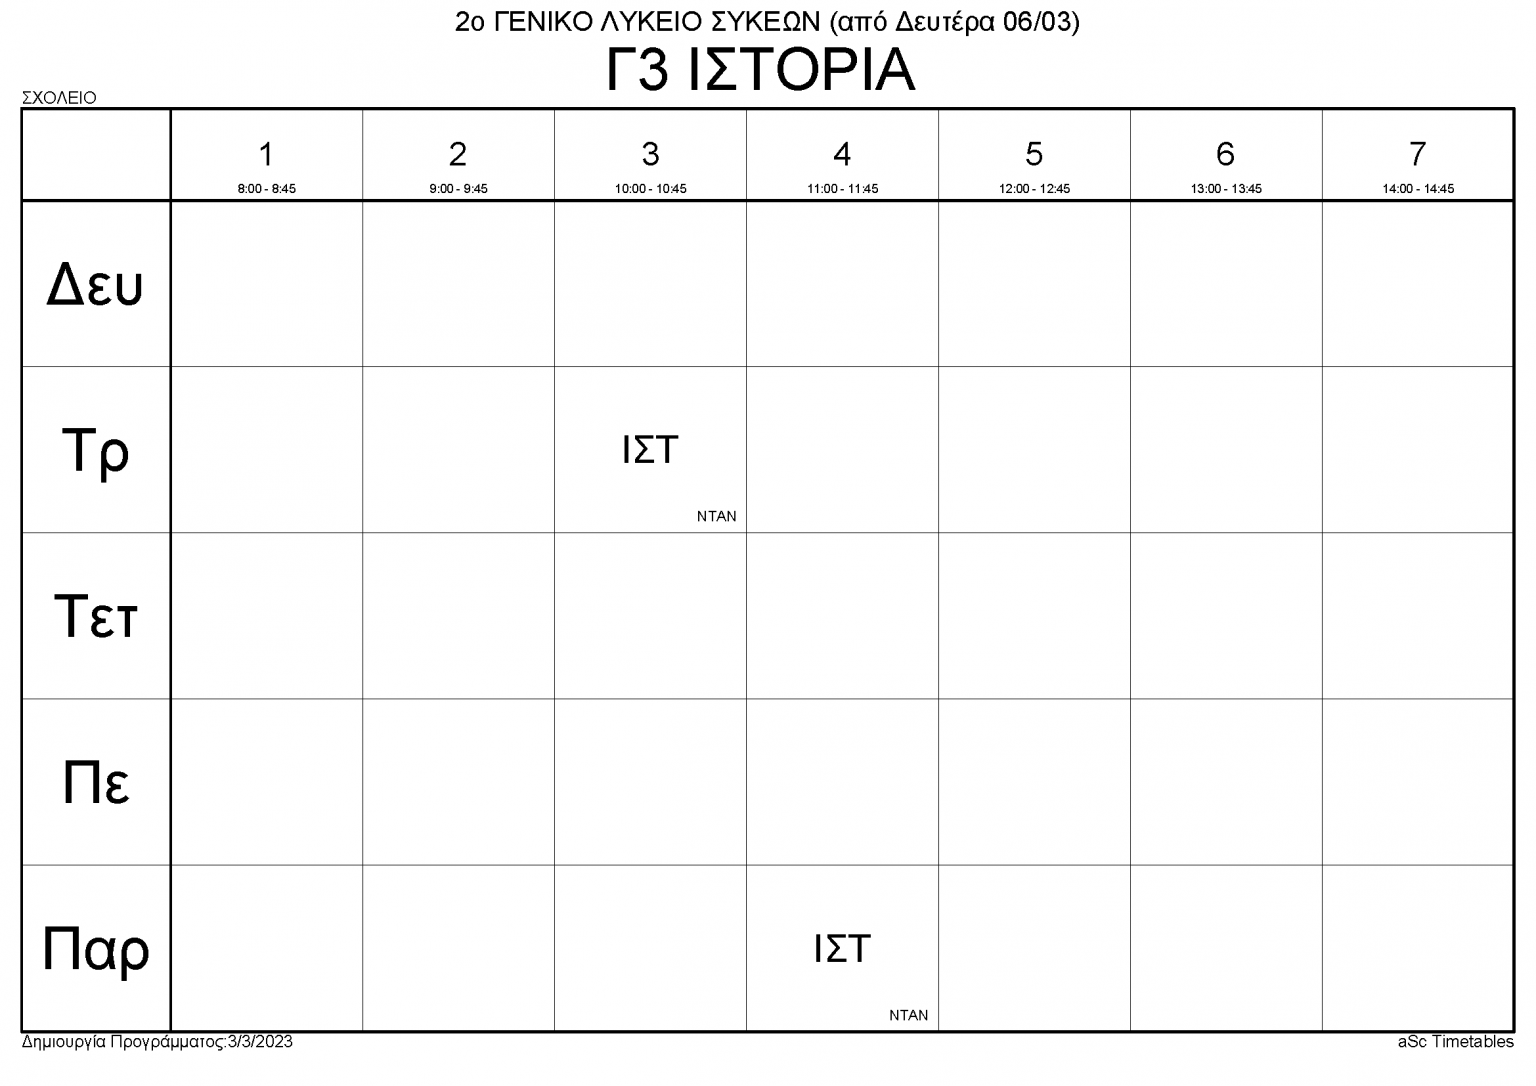 2ο ΓΕΝΙΚΟ ΛΥΚΕΙΟ ΣΥΚΕΩΝ (από Δευτέρα 06/03)
Γ3 ΙΣΤΟΡΙΑ
ΣΧΟΛΕΙΟ
1 2 3 4 5 6 7
8:00 - 8:45 9:00 - 9:45 10:00 - 10:45 11:00 - 11:45 12:00 - 12:45 13:00 - 13:45 14:00 - 14:45
Δευ
Τρ ΙΣΤ
ΝΤΑΝ
Τετ
Πε
Παρ ΙΣΤ
ΝΤΑΝ
Δημιουργία Προγράμματος:3/3/2023 aSc Timetables